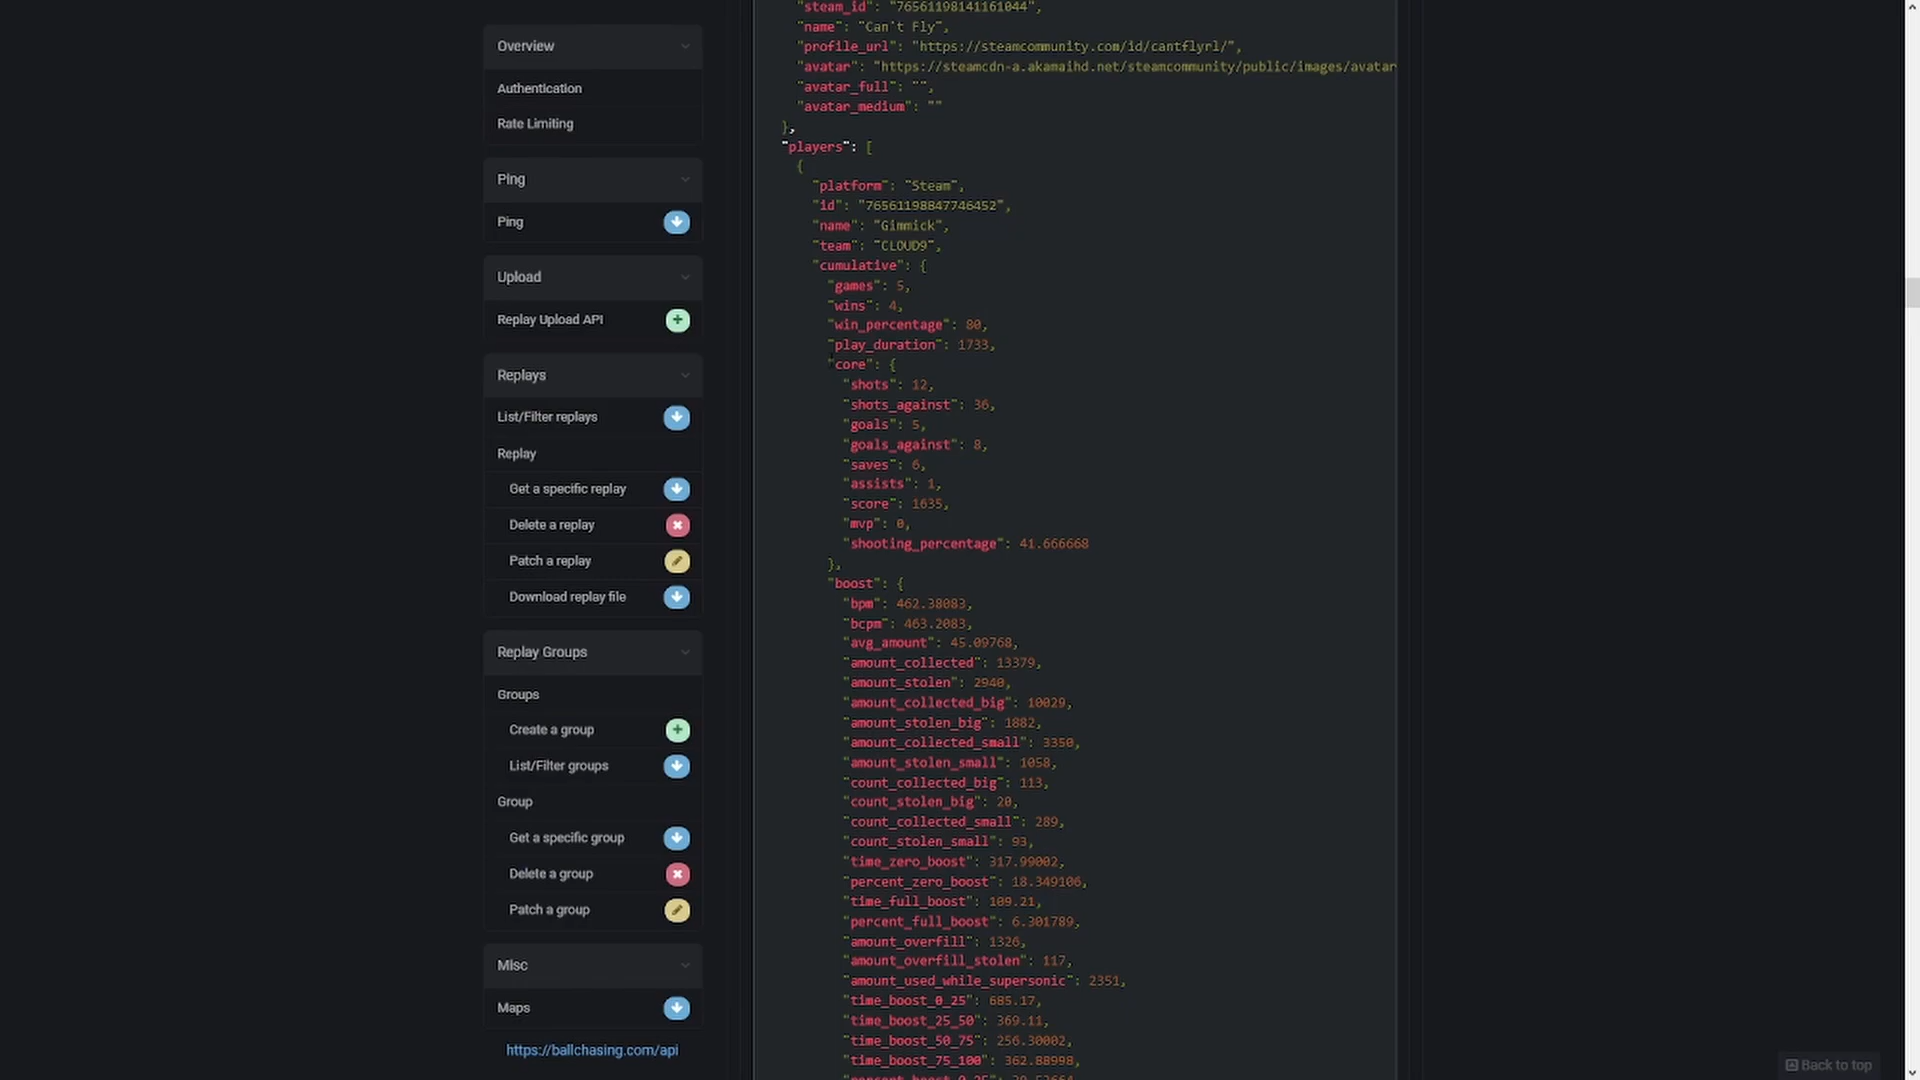 Overview
Authentication
Rate Limiting
Ping
Ping
Upload
Replay Upload API
Replays
List/Filter replays
Replay
Get a specific replay
Delete a replay
Patch a replay
Download replay file
Replay Groups
Groups
Create a group
List/Filter groups
Group
Get a specific group
Delete a group
Patch a group
Misc
Maps
https://ballchasing.com/api
"steam_id": "76561198141161044",
"name": "Can't Fly",
"profile_url": "https://steamcommunity.com/id/cantflyrl/",
"avatar": "https://steamcdn-a.akamaihd.net/steamcommunity/public/images/avatar
"avatar_full": "",
"avatar_medium": ""
},
"players": [
{
"platform": "Steam",
"id": "76561198847746452",
"name": "Gimmick",
"team": "CLOUD9",
"cumulative": {
"games": 5,
"wins": 4,
"win_percentage": 80,
"play_duration": 1733,
"core": {
"shots": 12,
"shots_against": 36,
"goals": 5,
"goals_against": 8,
"saves": 6,
"assists": 1,
"score": 1635,
"mvp": 0,
"shooting_percentage": 41.666668
},
"boost": {
"bpm": 462.38083,
"bcpm": 463.2083,
"avg_amount": 45.09768,
"amount_collected": 13379,
"amount_stolen": 2940,
"amount_collected_big": 10029,
"amount_stolen_big": 1882,
"amount_collected_small": 3350,
"amount_stolen_small": 1058,
"count_collected_big": 113,
"count_stolen_big": 20,
"count_collected_small": 289,
"count_stolen_small": 93,
"time_zero_boost": 317.99002,
"percent_zero_boost": 18.349106,
"time_full_boost": 109.21,
"percent_full_boost": 6.301789,
"amount_overfill": 1326,
"amount_overfill_stolen": 117,
"amount_used_while_supersonic": 2351,
"time_boost_0_25": 685.17,
"time_boost_25_50": 369.11,
"time_boost_50_75": 256.30002,
"time_boost_75_100": 362.88998,
Back to top